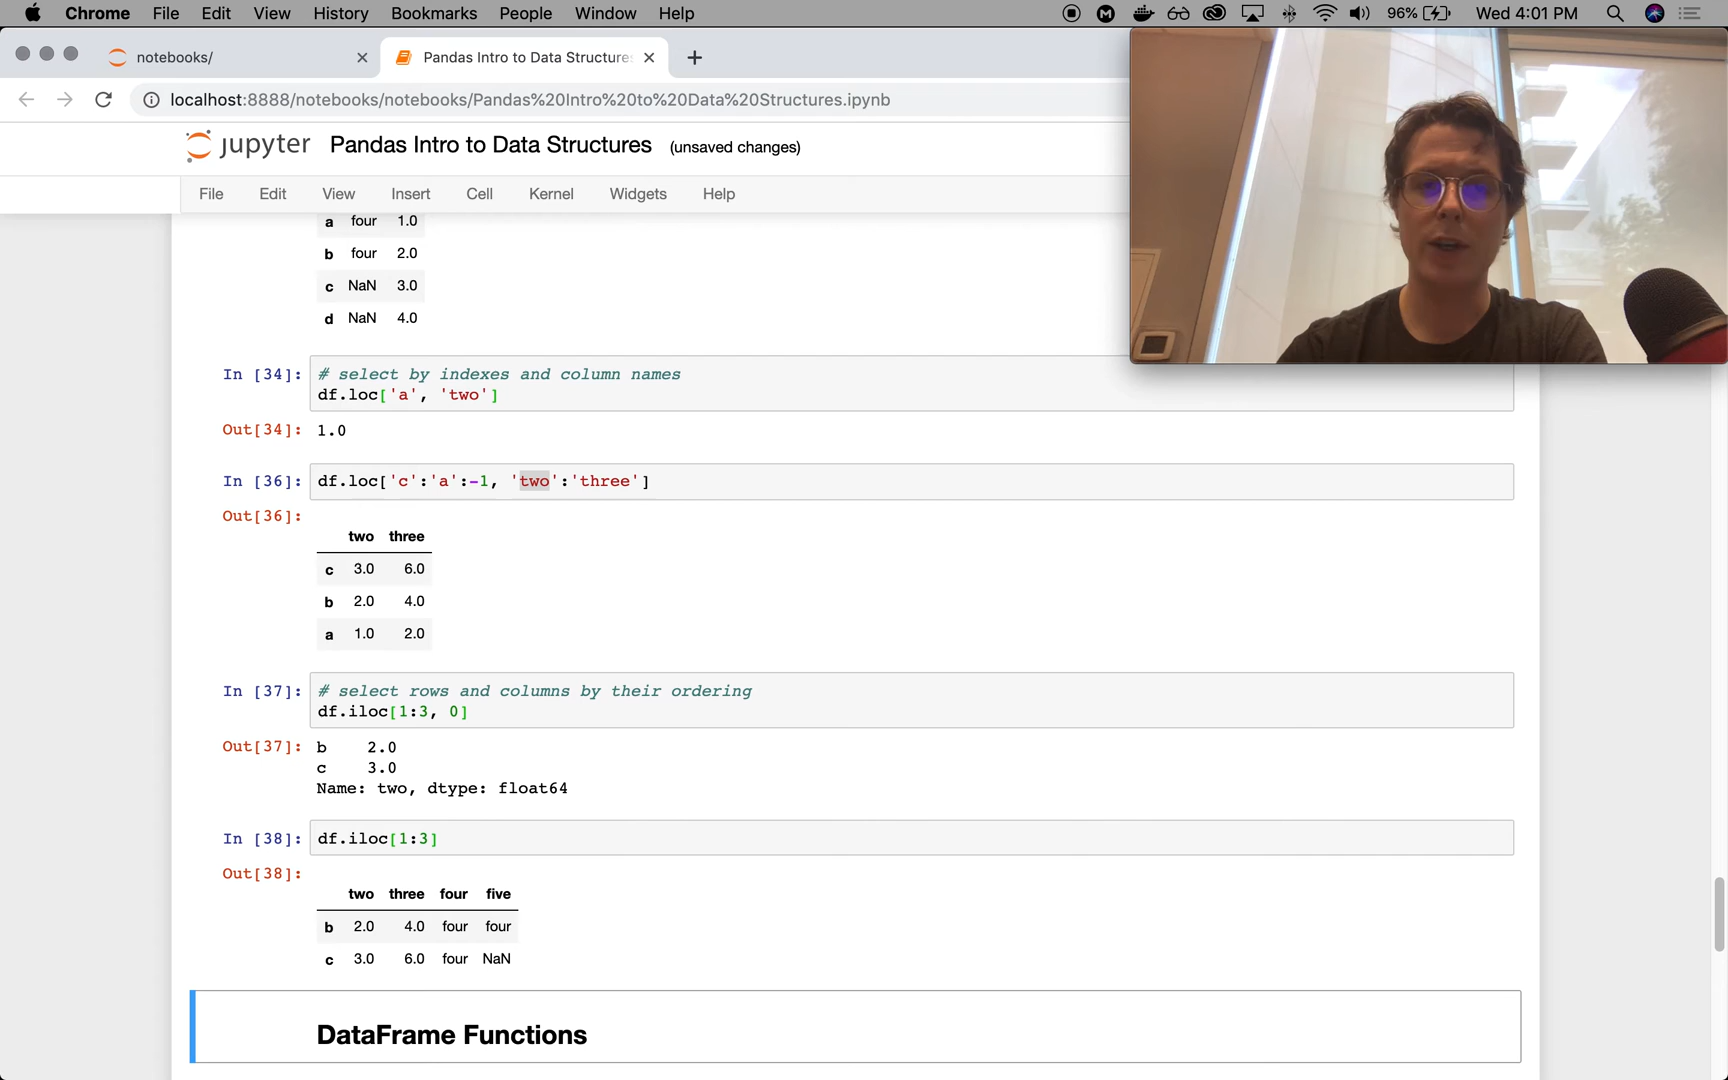 Chrome File Edit View History Bookmarks People Window Help 96% Wed 4:01 PM
notebooks/ Pandas Intro to Data Structures
localhost:8888/notebooks/notebooks/Pandas%20Intro%20to%20Data%20Structures.ipynb
jupyter Pandas Intro to Data Structures (unsaved changes)
File Edit View Insert Cell Kernel Widgets Help
a four 1.0
b four 2.0
c NaN 3.0
d NaN 4.0
In [34]: # select by indexes and column names
df.loc['a', 'two']
Out[34]: 1.0
In [36]: df.loc['c':'a':-1, 'two':'three']
Out[36]:
two three
c 3.0 6.0
b 2.0 4.0
a 1.0 2.0
In [37]: # select rows and columns by their ordering
df.iloc[1:3, 0]
Out[37]: b 2.0
c 3.0
Name: two, dtype: float64
In [38]: df.iloc[1:3]
Out[38]:
two three four five
b 2.0 4.0 four four
c 3.0 6.0 four NaN
DataFrame Functions